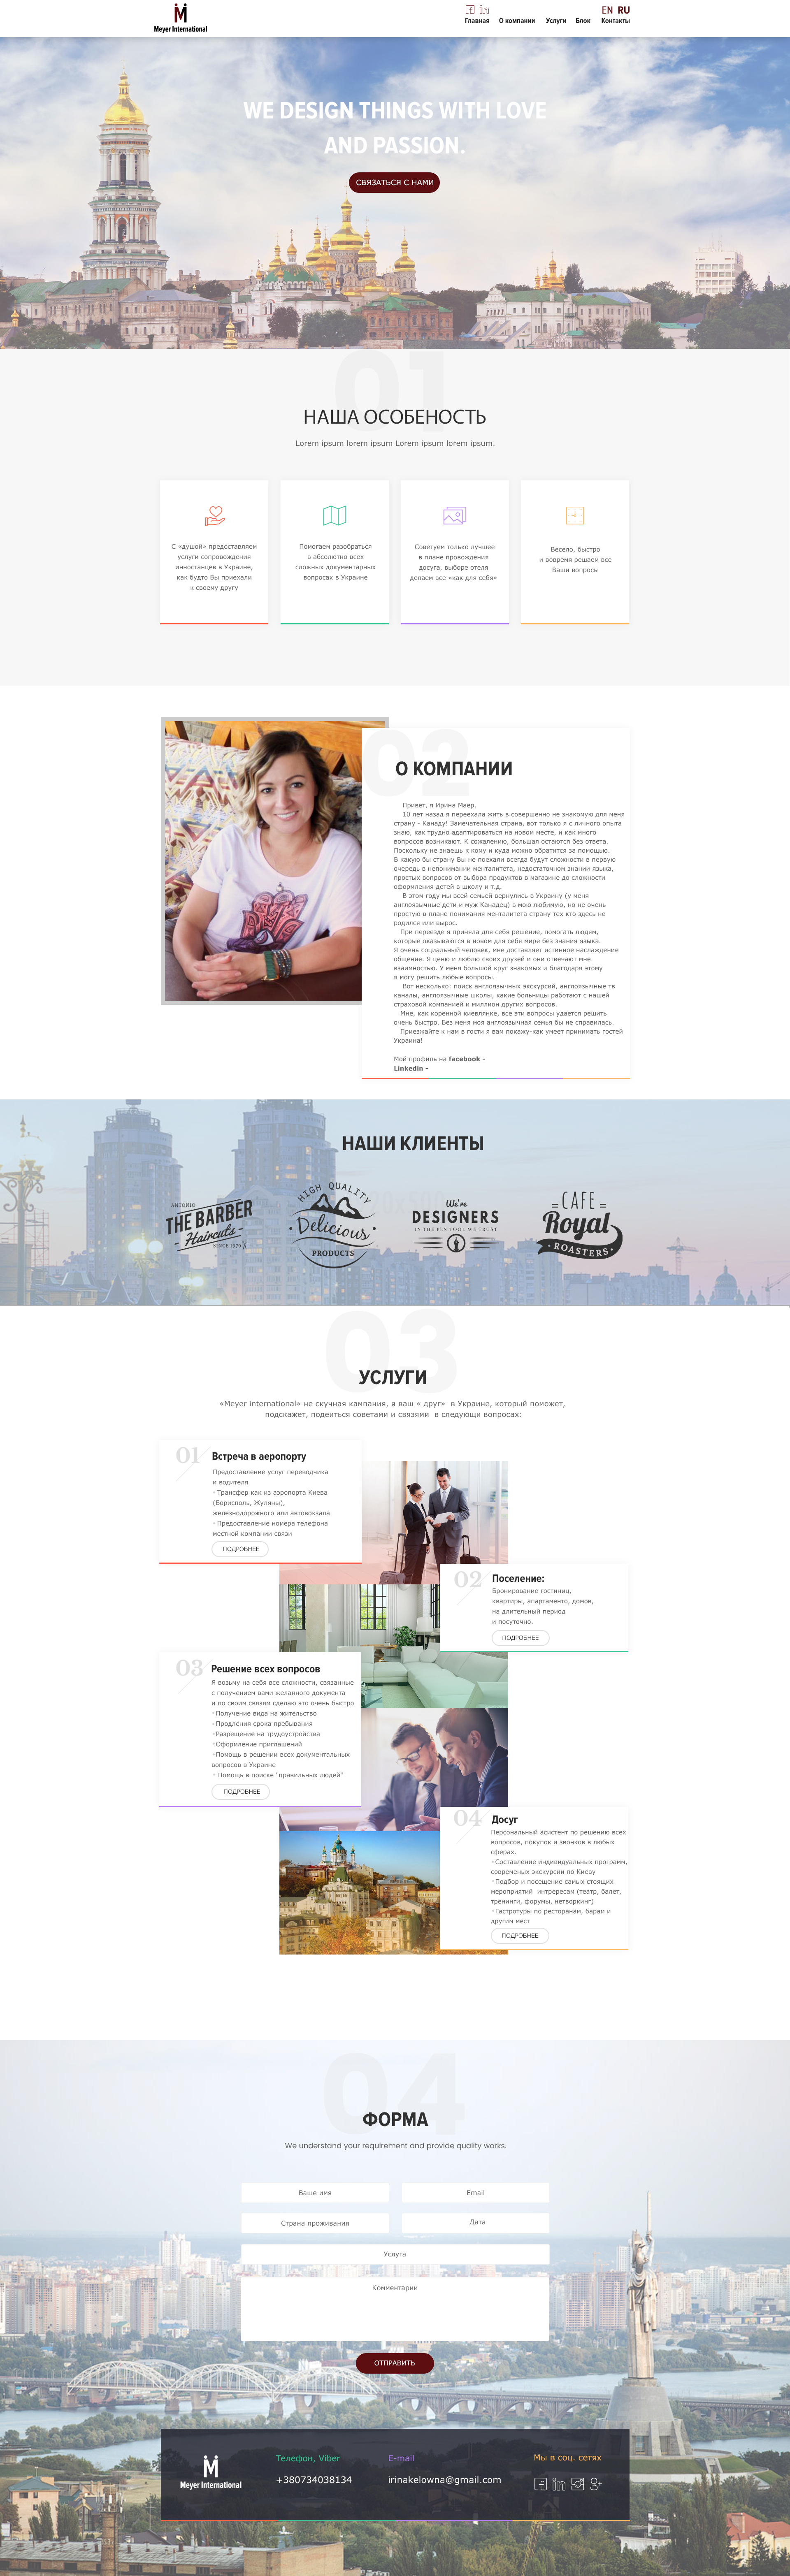 Meyer International
EN RU
Главная О компании Услуги Блок Контакты
WE DESIGN THINGS WITH LOVE
AND PASSION.
СВЯЗАТЬСЯ С НАМИ
01
НАША ОСОБЕНОСТЬ
Lorem ipsum lorem ipsum Lorem ipsum lorem ipsum.
С «душой» предоставляем
услуги сопровождения
инностанцев в Украине,
как будто Вы приехали
к своему другу
Помогаем разобраться
в абсолютно всех
сложных документарных
вопросах в Украине
Советуем только лучшее
в плане провождения
досуга, выборе отеля
делаем все «как для себя»
Весело, быстро
и вовремя решаем все
Ваши вопросы
02
О КОМПАНИИ
Привет, я Ирина Маер.
10 лет назад я переехала жить в совершенно не знакомую для меня
страну - Канаду! Замечательная страна, вот только я с личного опыта
знаю, как трудно адаптироваться на новом месте, и как много
вопросов возникают. К сожалению, большая остаются без ответа.
Поскольку не знаешь к кому и куда можно обратится за помощью.
В какую бы страну Вы не поехали всегда будут сложности в первую
очередь в непонимании менталитета, недостаточном знании языка,
простых вопросов от выбора продуктов в магазине до сложности
оформления детей в школу и т.д.
В этом году мы всей семьей вернулись в Украину (у меня
англоязычные дети и муж Канадец) в мою любимую, но не очень
простую в плане понимания менталитета страну тех кто здесь не
родился или вырос.
При переезде я приняла для себя решение, помогать людям,
которые оказываются в новом для себя мире без знания языка.
Я очень социальный человек, мне доставляет истинное наслаждение
общение. Я ценю и люблю своих друзей и они отвечают мне
взаимностью. У меня большой круг знакомых и благодаря этому
я могу решить любые вопросы.
Вот несколько: поиск англоязычных экскурсий, англоязычные тв
каналы, англоязычные школы, какие больницы работают с нашей
страховой компанией и миллион других вопросов.
Мне, как коренной киевлянке, все эти вопросы удается решить
очень быстро. Без меня моя англоязычная семья бы не справилась.
Приезжайте к нам в гости я вам покажу-как умеет принимать гостей
Украина!
Мой профиль на facebook -
Linkedin -
НАШИ КЛИЕНТЫ
ANTONIO
THE BARBER
Haircuts
SINCE 1970
HIGH QUALITY
Delicious
PRODUCTS
We're
DESIGNERS
IN THE PEN TOOL WE TRUST
CAFE
Royal
ROASTERS
03
УСЛУГИ
«Meyer international» не скучная кампания, я ваш « друг» в Украине, который поможет,
подскажет, подеиться советами и связями в следующи вопросах:
01
Встреча в аеропорту
Предоставление услуг переводчика
и водителя
· Трансфер как из аэропорта Киева
(Борисполь, Жуляны),
железнодорожного или автовокзала
· Предоставление номера телефона
местной компании связи
ПОДРОБНЕЕ
02
Поселение:
Бронирование гостиниц,
квартиры, апартаменто, домов,
на длительный период
и посуточно.
ПОДРОБНЕЕ
03
Решение всех вопросов
Я возьму на себя все сложности, связанные
с получением вами желанного документа
и по своим связям сделаю это очень быстро
·Получение вида на жительство
·Продления срока пребывания
·Разрещение на трудоустройства
·Оформление приглашений
·Помощь в решении всех документальных
вопросов в Украине
· Помощь в поиске "правильных людей"
ПОДРОБНЕЕ
04
Досуг
Персональный асистент по решению всех
вопросов, покупок и звонков в любых
сферах.
·Составление индивидуальных программ,
современых экскурсии по Киеву
·Подбор и посещение самых стоящих
мероприятий интрересам (театр, балет,
тренинги, форумы, нетворкинг)
·Гастротуры по ресторанам, барам и
другим мест
ПОДРОБНЕЕ
04
ФОРМА
We understand your requirement and provide quality works.
Ваше имя
Email
Страна проживания
Дата
Услуга
Комментарии
ОТПРАВИТЬ
Meyer International
Телефон, Viber
+380734038134
E-mail
irinakelowna@gmail.com
Мы в соц. сетях